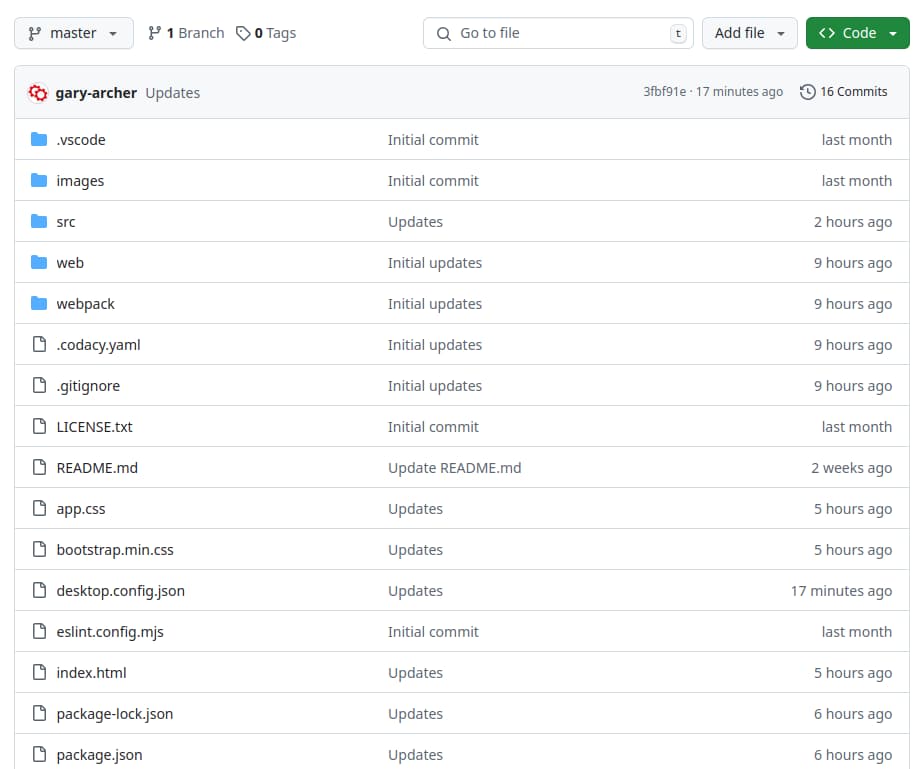 master 1 Branch 0 Tags Go to file t Add file Code
gary-archer Updates 3fbf91e · 17 minutes ago 16 Commits
.vscode Initial commit last month
images Initial commit last month
src Updates 2 hours ago
web Initial updates 9 hours ago
webpack Initial updates 9 hours ago
.codacy.yaml Initial updates 9 hours ago
.gitignore Initial updates 9 hours ago
LICENSE.txt Initial commit last month
README.md Update README.md 2 weeks ago
app.css Updates 5 hours ago
bootstrap.min.css Updates 5 hours ago
desktop.config.json Updates 17 minutes ago
eslint.config.mjs Initial commit last month
index.html Updates 5 hours ago
package-lock.json Updates 6 hours ago
package.json Updates 6 hours ago